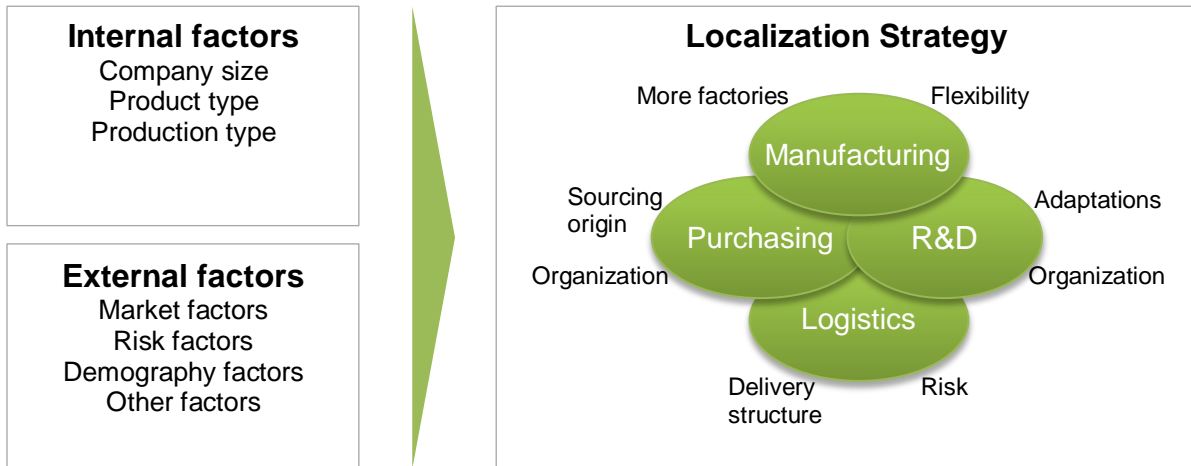 Internal factors
Company size
Product type
Production type
External factors
Market factors
Risk factors
Demography factors
Other factors
Localization Strategy
More factories
Flexibility
Manufacturing
Sourcing
origin
Adaptations
Purchasing
R&D
Organization
Organization
Logistics
Delivery
structure
Risk